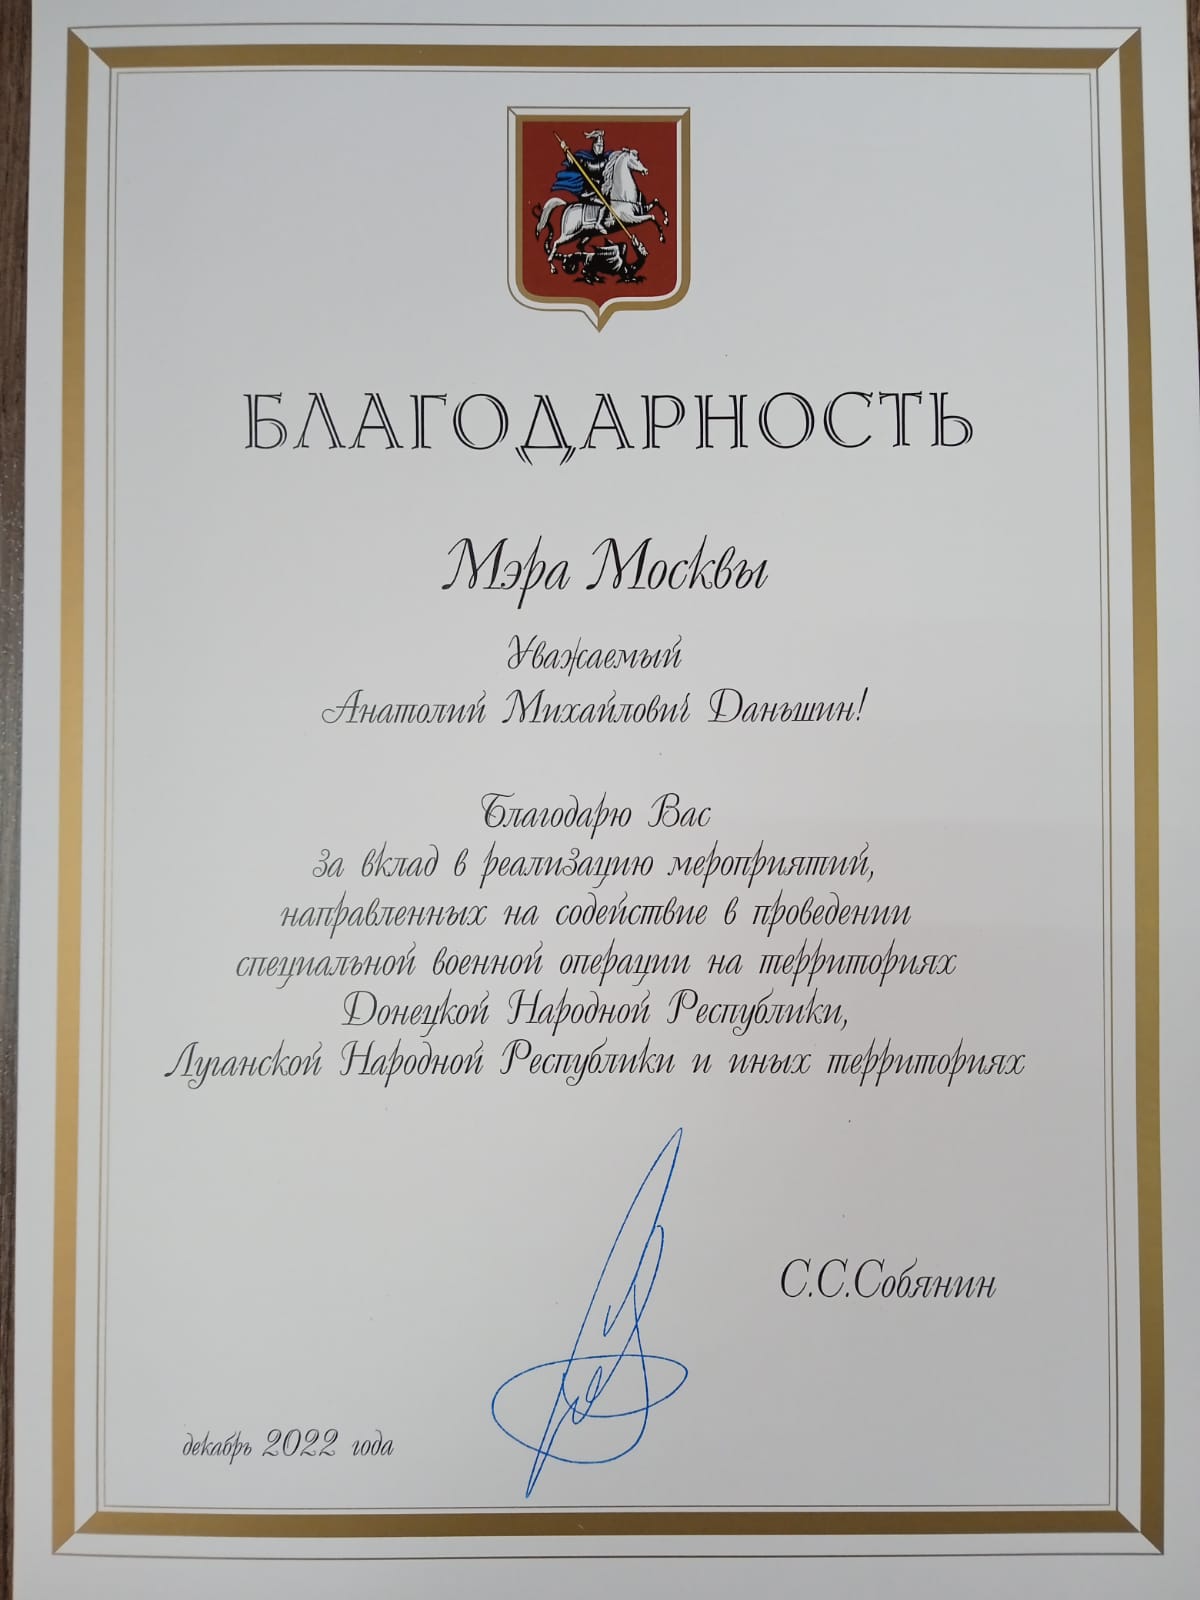 БЛАГОДАРНОСТЬ
Мэра Москвы
Уважаемый
Анатолий Михайлович Даньшин!
Благодарю Вас
за вклад в реализацию мероприятий,
направленных на содействие в проведении
специальной военной операции на территориях
Донецкой Народной Республики,
Луганской Народной Республики и иных территориях
С.С.Собянин
декабрь 2022 года